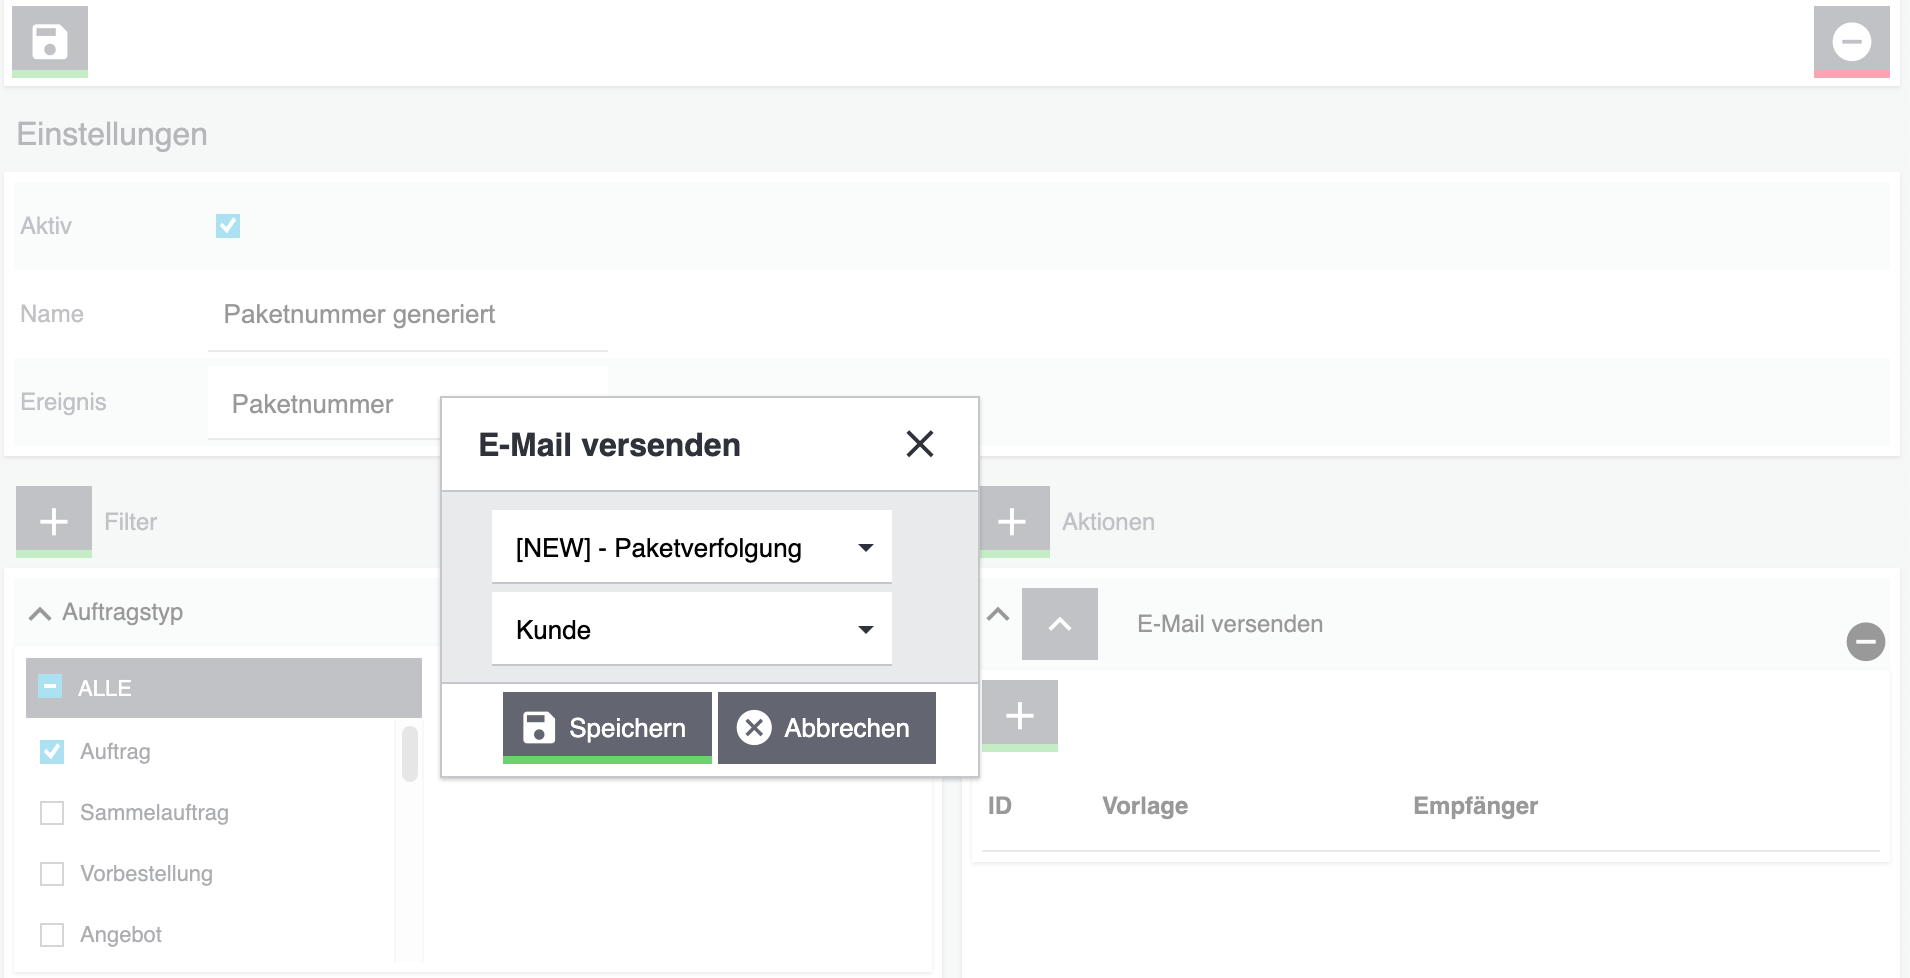 Einstellungen
Aktiv
Name Paketnummer generiert
Ereignis Paketnummer
E-Mail versenden
[NEW] - Paketverfolgung
Kunde
Speichern Abbrechen
Filter
Auftragstyp
ALLE
Auftrag
Sammelauftrag
Vorbestellung
Angebot
Aktionen
E-Mail versenden
ID Vorlage Empfänger